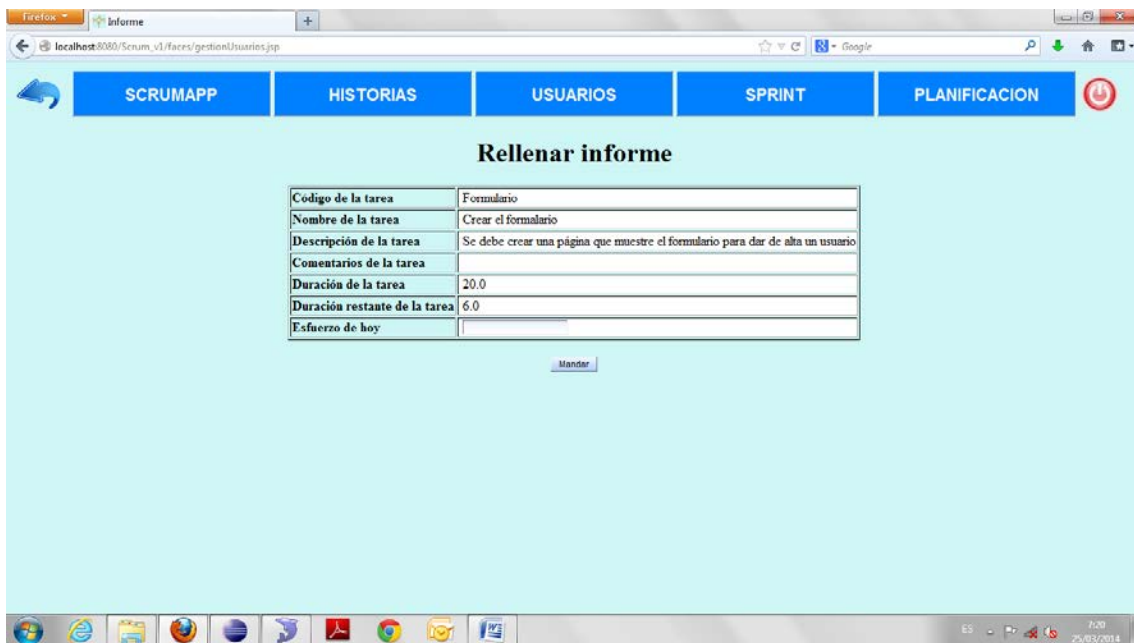 Firefox
Informe
localhost:8080/Scrum_v1/faces/gestionUsuarios.jsp
Google
SCRUMAPP HISTORIAS USUARIOS SPRINT PLANIFICACION
Rellenar informe
Código de la tarea Formulario
Nombre de la tarea Crear el formalario
Descripción de la tarea Se debe crear una página que muestre el formulario para dar de alta un usuario
Comentarios de la tarea
Duración de la tarea 20.0
Duración restante de la tarea 6.0
Esfuerzo de hoy
Mandar
ES
7:20
25/03/2014